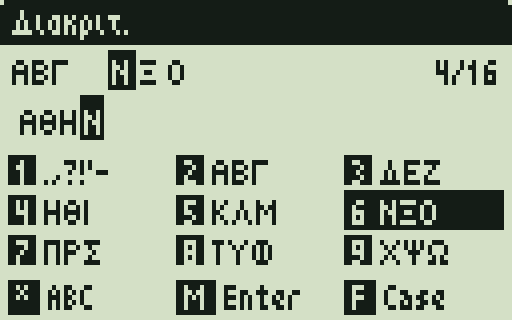 Διακριτ.
ΑΒΓ ΝΞΟ 4/16
ΑΘΗΝ
1 .,?!'- 2 ΑΒΓ 3 ΔΕΖ
4 ΗΘΙ 5 ΚΛΜ 6 ΝΞΟ
7 ΠΡΣ 8 ΤΥΦ 9 ΧΨΩ
* ABC M Enter F Case